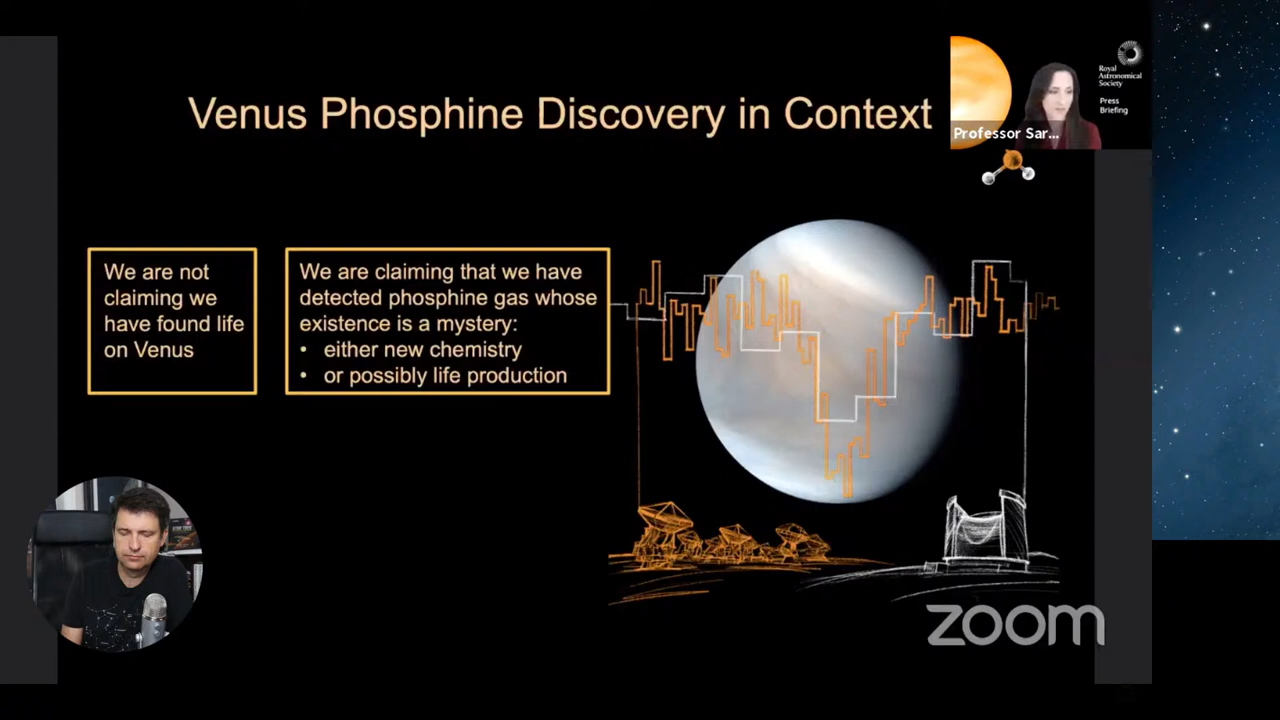 Venus Phosphine Discovery in Context
Royal
Astronomical
Society
Press
Briefing
Professor Sar...
We are not
claiming we
have found life
on Venus
We are claiming that we have
detected phosphine gas whose
existence is a mystery:
• either new chemistry
• or possibly life production
zoom